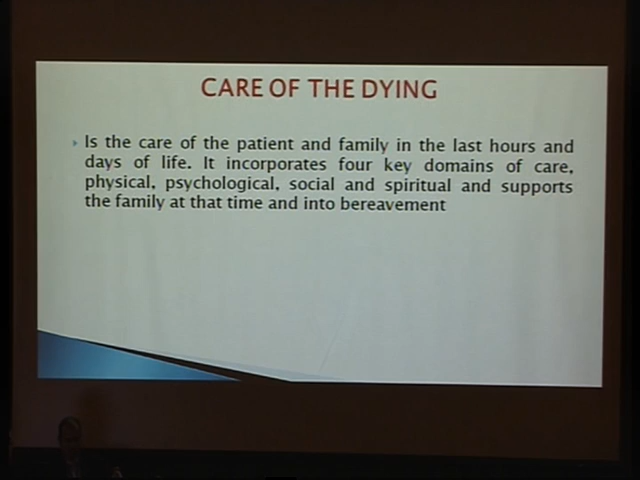 CARE OF THE DYING
Is the care of the patient and family in the last hours and
days of life. It incorporates four key domains of care,
physical, psychological, social and spiritual and supports
the family at that time and into bereavement